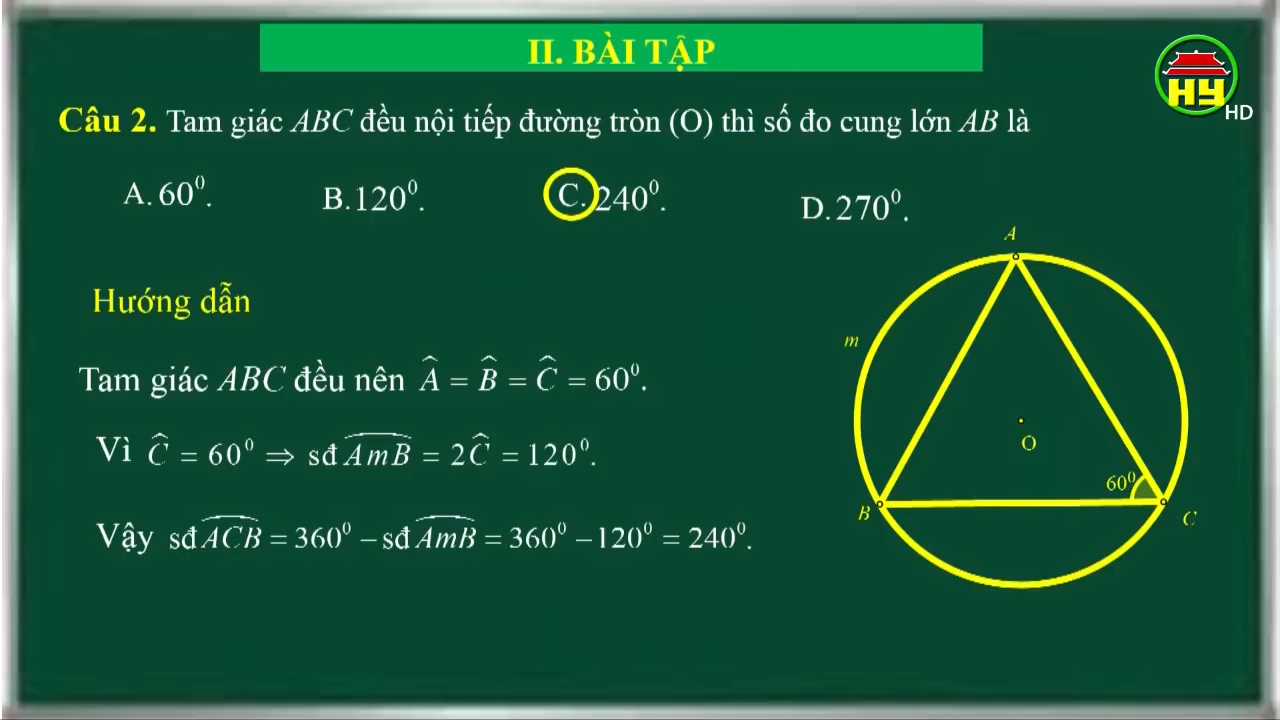 II. BÀI TẬP
HY HD
Câu 2. Tam giác ABC đều nội tiếp đường tròn (O) thì số đo cung lớn AB là
A. 60⁰. B. 120⁰. C. 240⁰. D. 270⁰.
Hướng dẫn
Tam giác ABC đều nên Â = B̂ = Ĉ = 60⁰.
Vì Ĉ = 60⁰ ⇒ sđ AmB = 2Ĉ = 120⁰.
Vậy sđ ACB = 360⁰ – sđ AmB = 360⁰ – 120⁰ = 240⁰.
A
m
O
60⁰
B
C